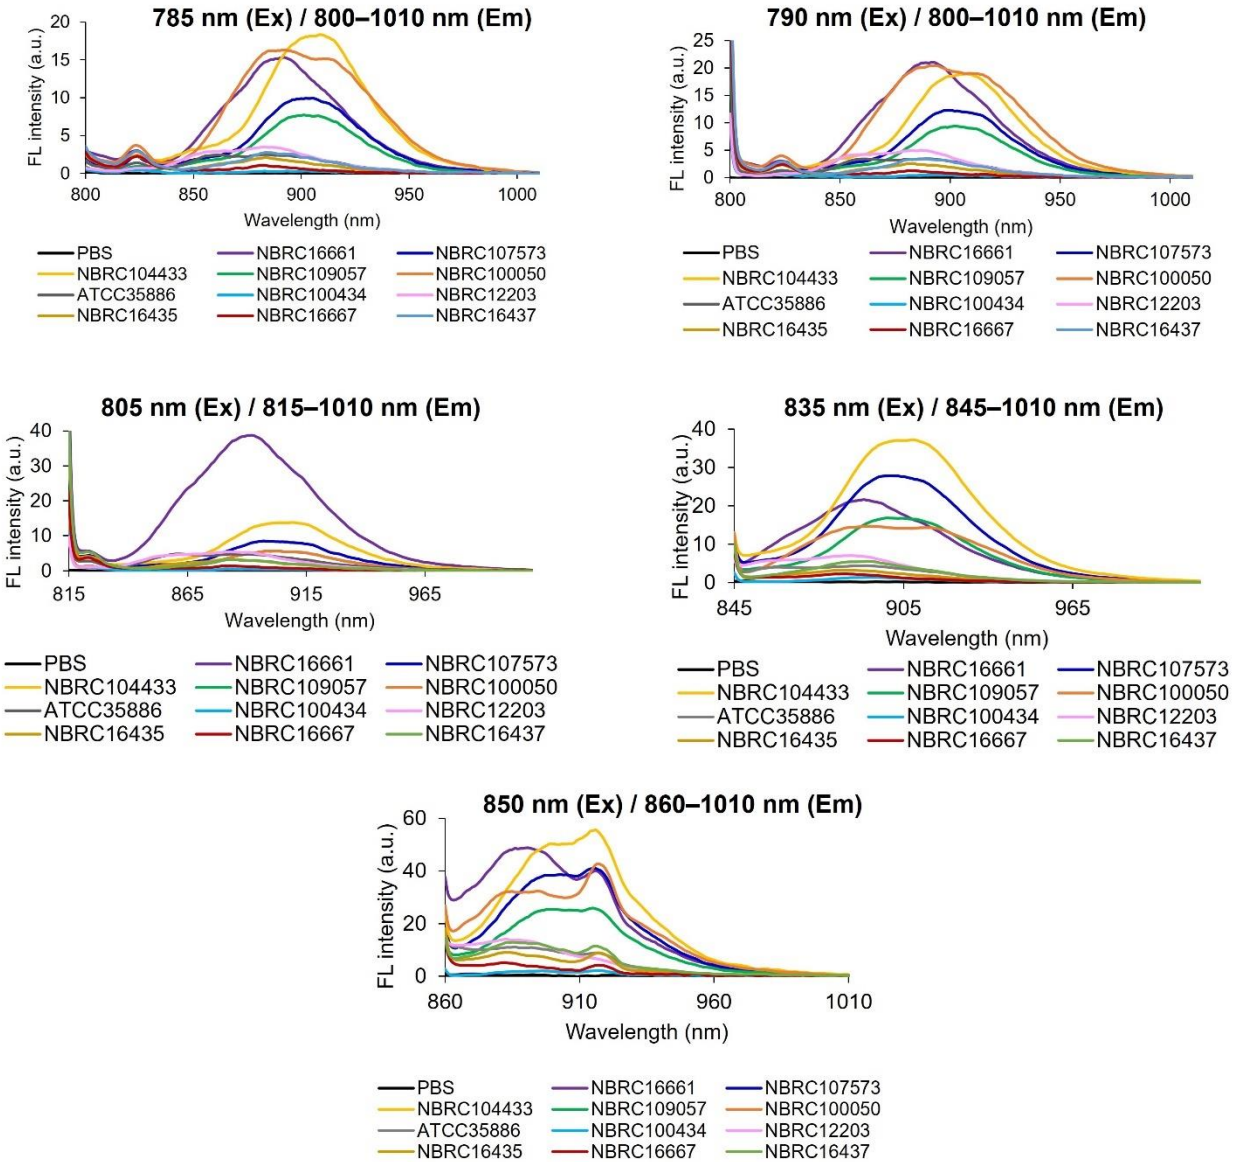 785 nm (Ex) / 800–1010 nm (Em)
FL intensity (a.u.)
20
15
10
5
0
800 850 900 950 1000
Wavelength (nm)
PBS NBRC16661 NBRC107573
NBRC104433 NBRC109057 NBRC100050
ATCC35886 NBRC100434 NBRC12203
NBRC16435 NBRC16667 NBRC16437
790 nm (Ex) / 800–1010 nm (Em)
FL intensity (a.u.)
25
20
15
10
5
0
800 850 900 950 1000
Wavelength (nm)
PBS NBRC16661 NBRC107573
NBRC104433 NBRC109057 NBRC100050
ATCC35886 NBRC100434 NBRC12203
NBRC16435 NBRC16667 NBRC16437
805 nm (Ex) / 815–1010 nm (Em)
FL intensity (a.u.)
40
30
20
10
0
815 865 915 965
Wavelength (nm)
PBS NBRC16661 NBRC107573
NBRC104433 NBRC109057 NBRC100050
ATCC35886 NBRC100434 NBRC12203
NBRC16435 NBRC16667 NBRC16437
835 nm (Ex) / 845–1010 nm (Em)
FL intensity (a.u.)
40
30
20
10
0
845 905 965
Wavelength (nm)
PBS NBRC16661 NBRC107573
NBRC104433 NBRC109057 NBRC100050
ATCC35886 NBRC100434 NBRC12203
NBRC16435 NBRC16667 NBRC16437
850 nm (Ex) / 860–1010 nm (Em)
FL intensity (a.u.)
60
40
20
0
860 910 960 1010
Wavelength (nm)
PBS NBRC16661 NBRC107573
NBRC104433 NBRC109057 NBRC100050
ATCC35886 NBRC100434 NBRC12203
NBRC16435 NBRC16667 NBRC16437